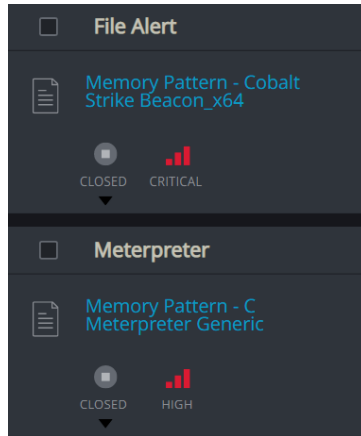 File Alert
Memory Pattern - Cobalt
Strike Beacon_x64
CLOSED CRITICAL
Meterpreter
Memory Pattern - C
Meterpreter Generic
CLOSED HIGH